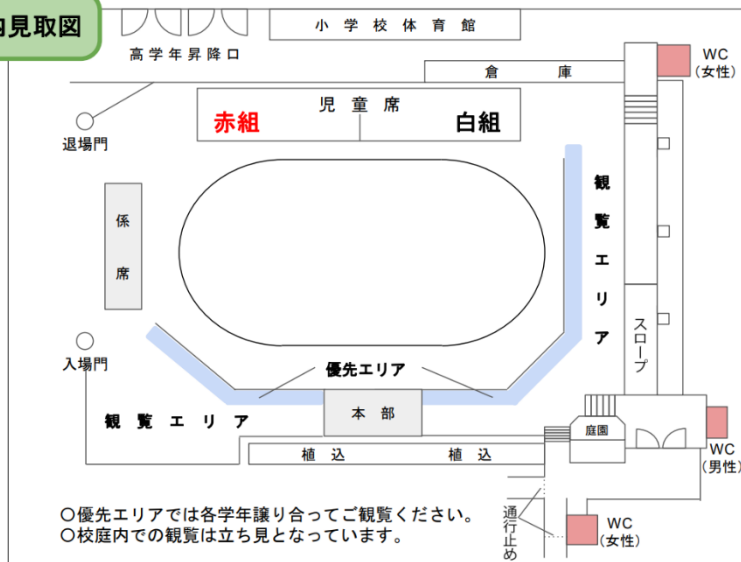 内見取図
小学校体育館
高学年昇降口
倉庫
WC
(女性)
児童席
赤組
白組
退場門
観覧エリア
係席
スロープ
入場門
優先エリア
本部
観覧エリア
庭園
植込
植込
WC
(男性)
通行止め
WC
(女性)
○優先エリアでは各学年譲り合ってご観覧ください。
○校庭内での観覧は立ち見となっています。